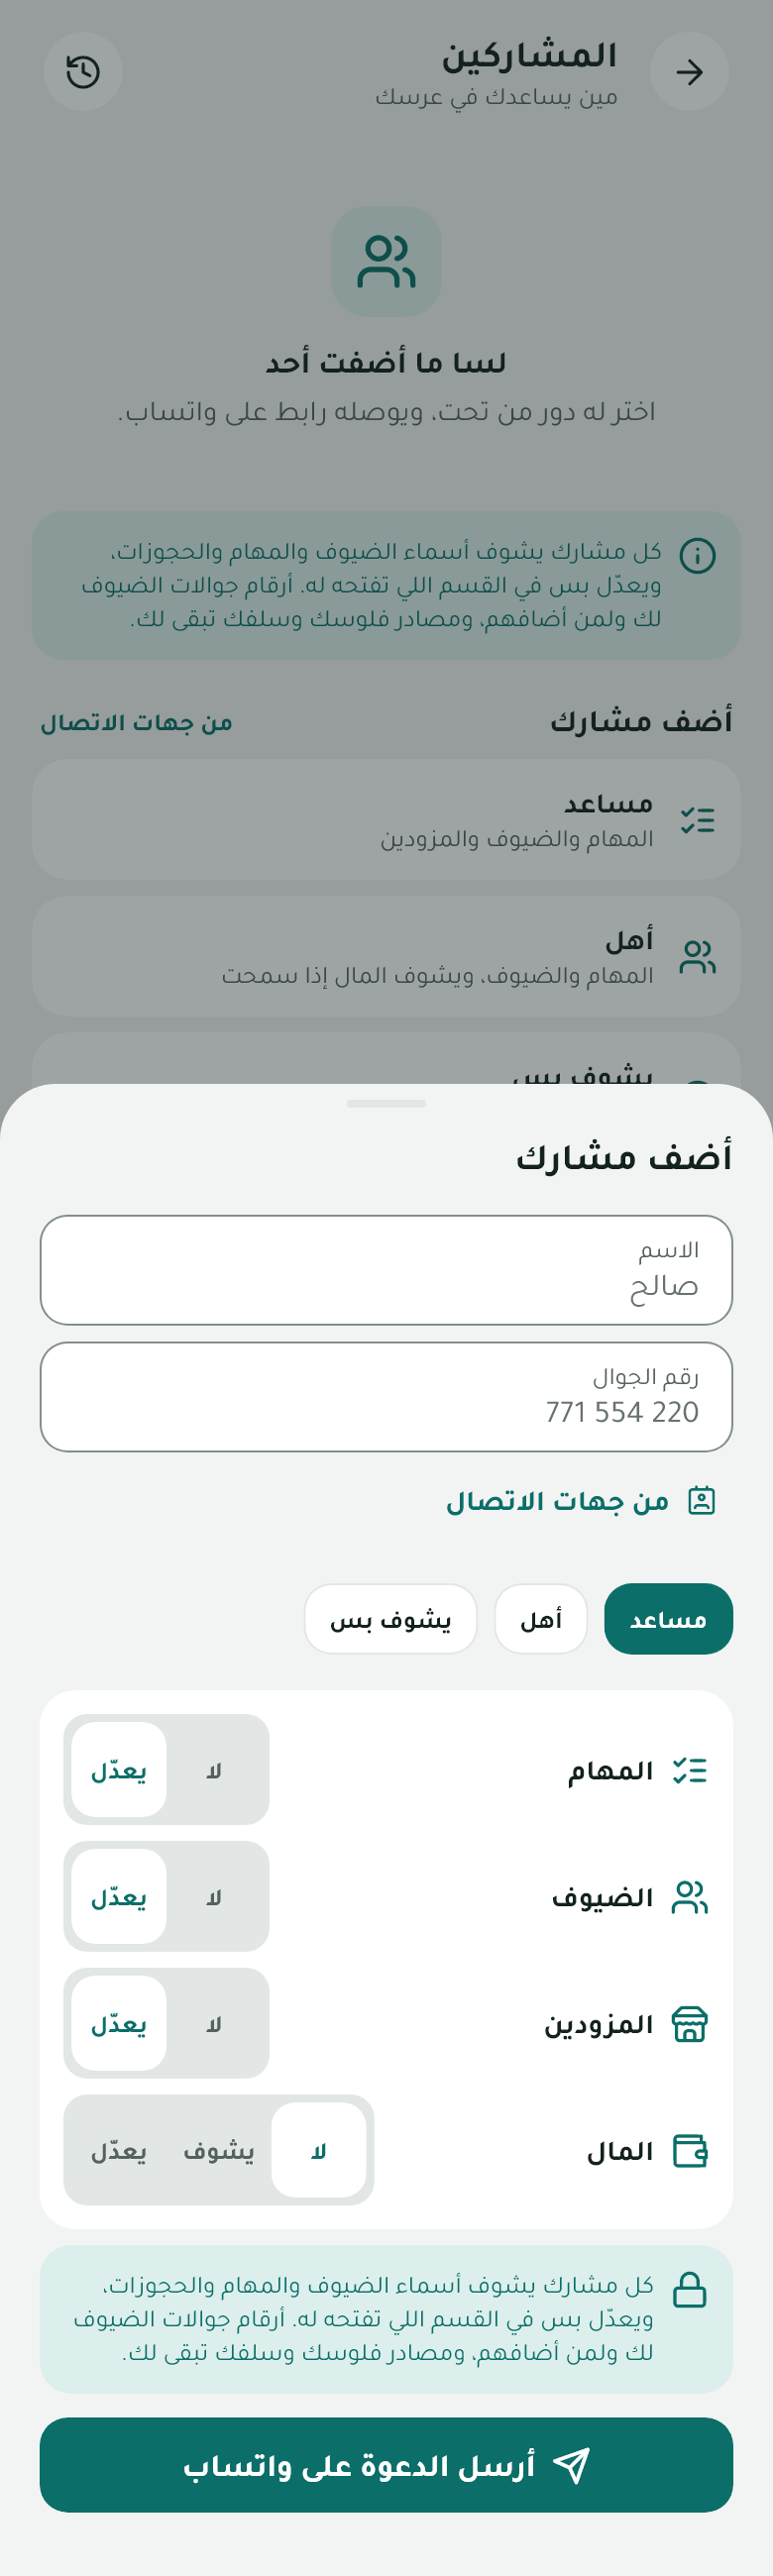 المشاركين
مين يساعدك في عرسك
لسا ما أضفت أحد
اختر له دور من تحت، ويوصله رابط على واتساب.
كل مشارك يشوف أسماء الضيوف والمهام والحجوزات،
ويعدّل بس في القسم اللي تفتحه له. أرقام جوالات الضيوف
لك ولمن أضافهم، ومصادر فلوسك وسلفك تبقى لك.
أضف مشارك
من جهات الاتصال
مساعد
المهام والضيوف والمزودين
أهل
المهام والضيوف، ويشوف المال إذا سمحت
يشوف بس
أضف مشارك
الاسم
صالح
رقم الجوال
771 554 220
من جهات الاتصال
مساعد
أهل
يشوف بس
المهام
لا
يعدّل
الضيوف
لا
يعدّل
المزودين
لا
يعدّل
المال
لا
يشوف
يعدّل
كل مشارك يشوف أسماء الضيوف والمهام والحجوزات،
ويعدّل بس في القسم اللي تفتحه له. أرقام جوالات الضيوف
لك ولمن أضافهم، ومصادر فلوسك وسلفك تبقى لك.
أرسل الدعوة على واتساب